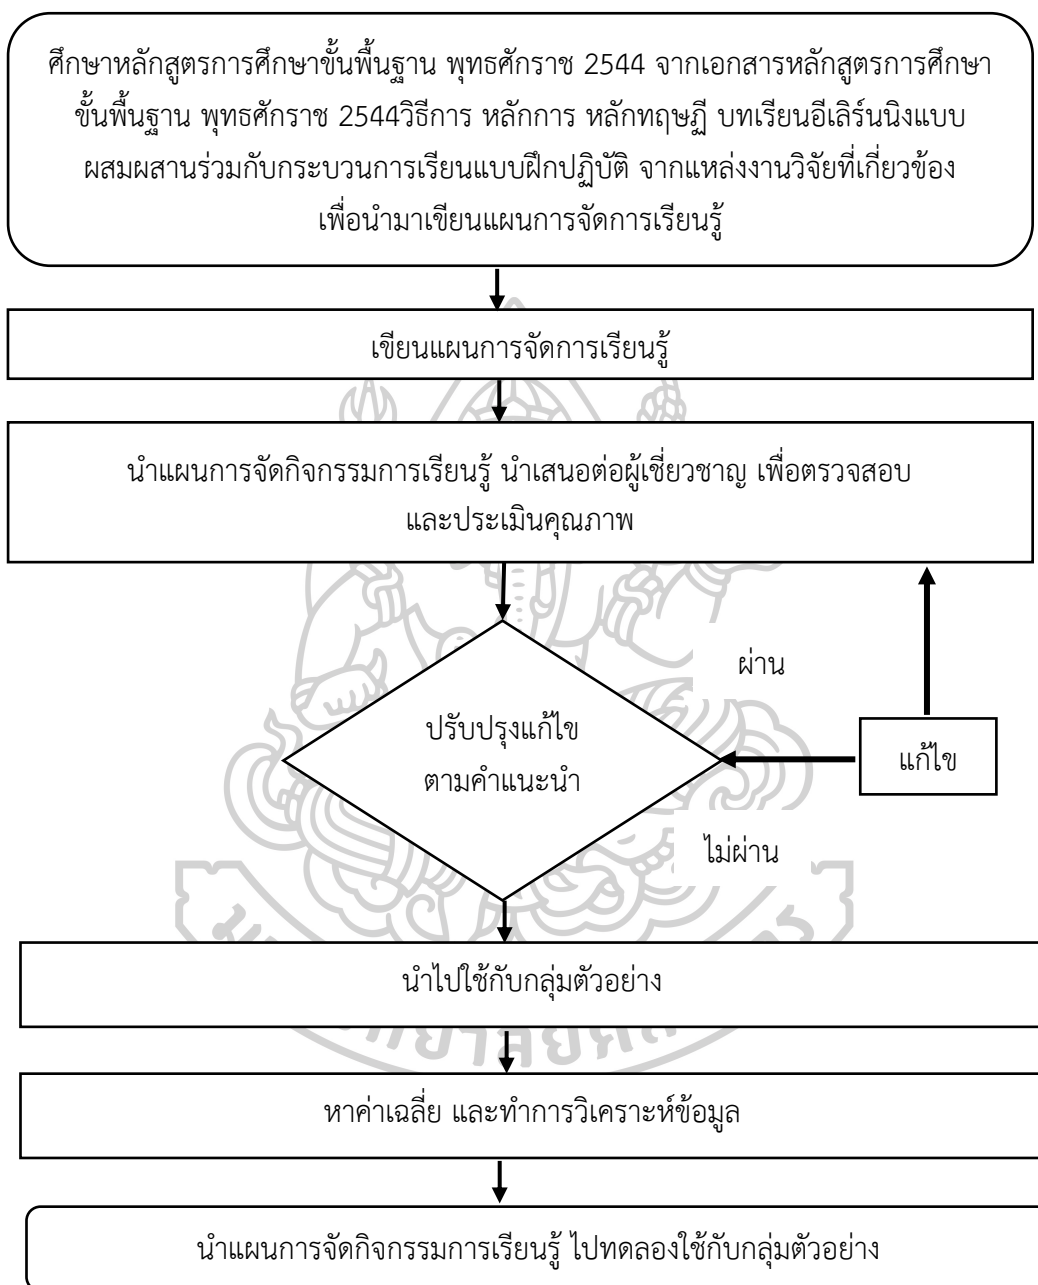 ศึกษาหลักสูตรการศึกษาขั้นพื้นฐาน พุทธศักราช 2544 จากเอกสารหลักสูตรการศึกษา
ขั้นพื้นฐาน พุทธศักราช 2544วิธีการ หลักการ หลักทฤษฏี บทเรียนอีเลิร์นนิงแบบ
ผสมผสานร่วมกับกระบวนการเรียนแบบฝึกปฏิบัติ จากแหล่งงานวิจัยที่เกี่ยวข้อง
เพื่อนำมาเขียนแผนการจัดการเรียนรู้
เขียนแผนการจัดการเรียนรู้
นำแผนการจัดกิจกรรมการเรียนรู้ นำเสนอต่อผู้เชี่ยวชาญ เพื่อตรวจสอบ
และประเมินคุณภาพ
ผ่าน
ปรับปรุงแก้ไข
ตามคำแนะนำ
แก้ไข
ไม่ผ่าน
นำไปใช้กับกลุ่มตัวอย่าง
หาค่าเฉลี่ย และทำการวิเคราะห์ข้อมูล
นำแผนการจัดกิจกรรมการเรียนรู้ ไปทดลองใช้กับกลุ่มตัวอย่าง